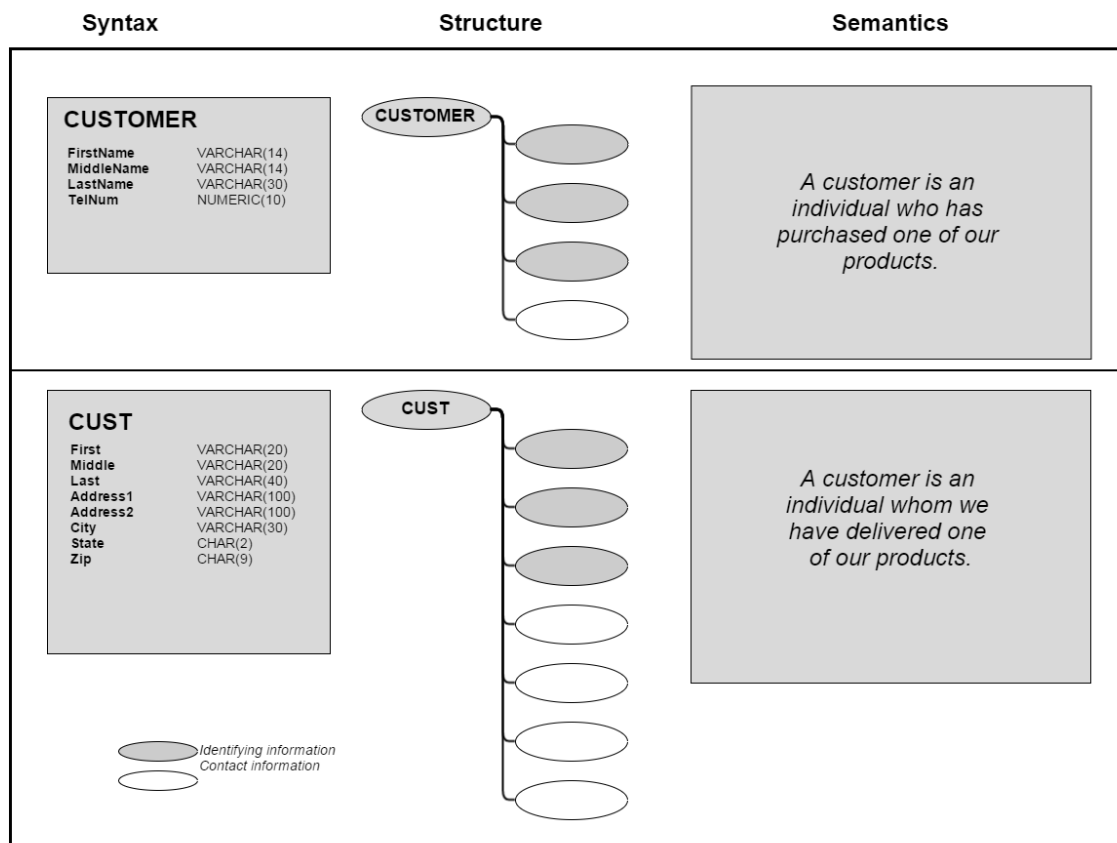 Syntax Structure Semantics
CUSTOMER
FirstName VARCHAR(14)
MiddleName VARCHAR(14)
LastName VARCHAR(30)
TelNum NUMERIC(10)
CUSTOMER
A customer is an
individual who has
purchased one of our
products.
CUST
First VARCHAR(20)
Middle VARCHAR(20)
Last VARCHAR(40)
Address1 VARCHAR(100)
Address2 VARCHAR(100)
City VARCHAR(30)
State CHAR(2)
Zip CHAR(9)
CUST
A customer is an
individual whom we
have delivered one
of our products.
Identifying information
Contact information